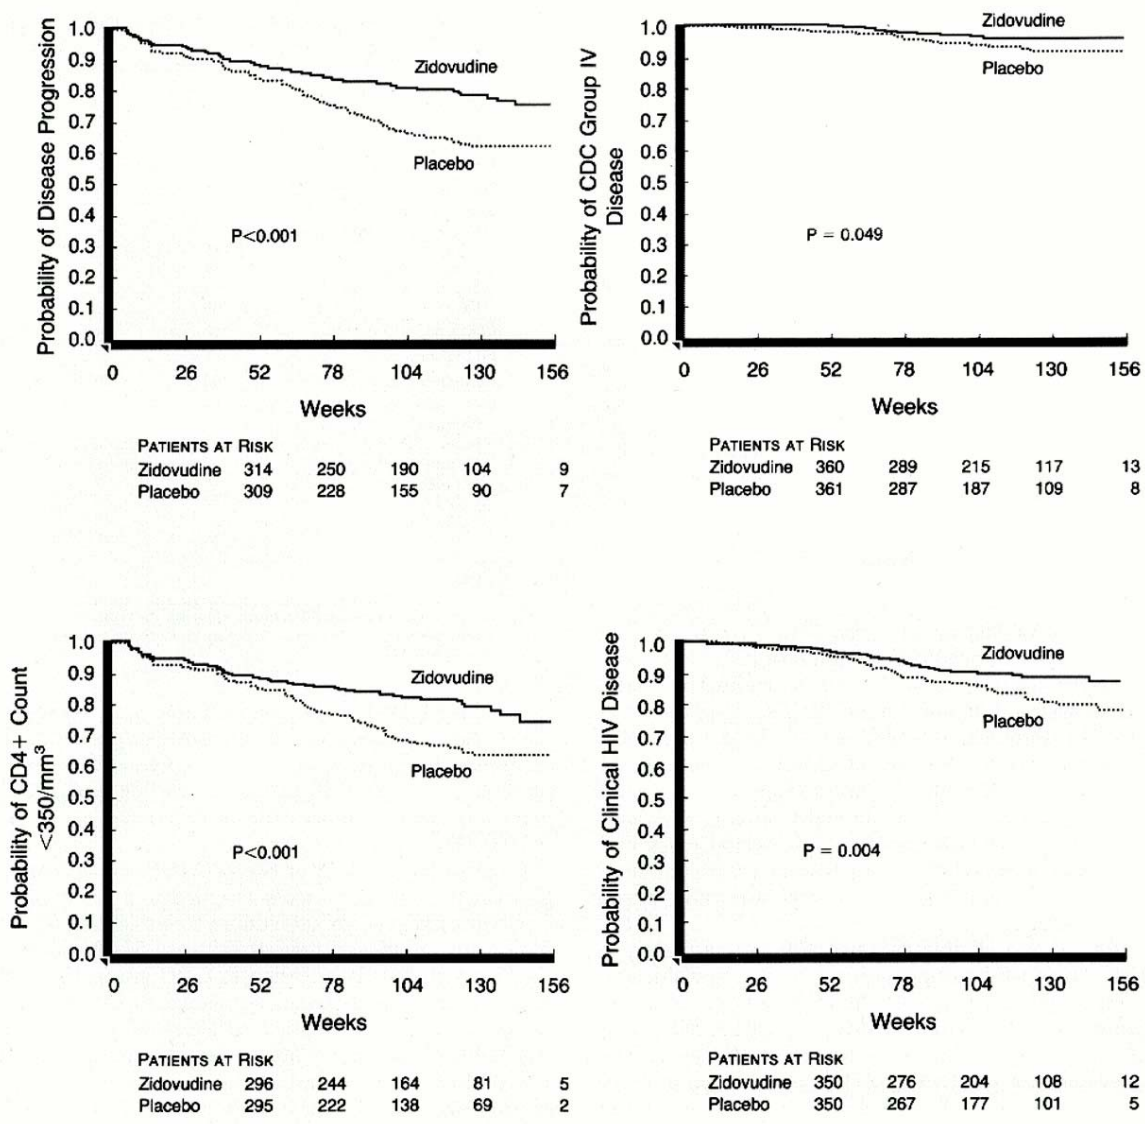 Probability of Disease Progression
1.0
0.9
0.8
0.7
0.6
0.5
0.4
0.3
0.2
0.1
0.0
Zidovudine
Placebo
P<0.001
0 26 52 78 104 130 156
Weeks
PATIENTS AT RISK
Zidovudine 314 250 190 104 9
Placebo 309 228 155 90 7
Probability of CDC Group IV
Disease
1.0
0.9
0.8
0.7
0.6
0.5
0.4
0.3
0.2
0.1
0.0
Zidovudine
Placebo
P = 0.049
0 26 52 78 104 130 156
Weeks
PATIENTS AT RISK
Zidovudine 360 289 215 117 13
Placebo 361 287 187 109 8
Probability of CD4+ Count
<350/mm³
1.0
0.9
0.8
0.7
0.6
0.5
0.4
0.3
0.2
0.1
0.0
Zidovudine
Placebo
P<0.001
0 26 52 78 104 130 156
Weeks
PATIENTS AT RISK
Zidovudine 296 244 164 81 5
Placebo 295 222 138 69 2
Probability of Clinical HIV Disease
1.0
0.9
0.8
0.7
0.6
0.5
0.4
0.3
0.2
0.1
0.0
Zidovudine
Placebo
P = 0.004
0 26 52 78 104 130 156
Weeks
PATIENTS AT RISK
Zidovudine 350 276 204 108 12
Placebo 350 267 177 101 5